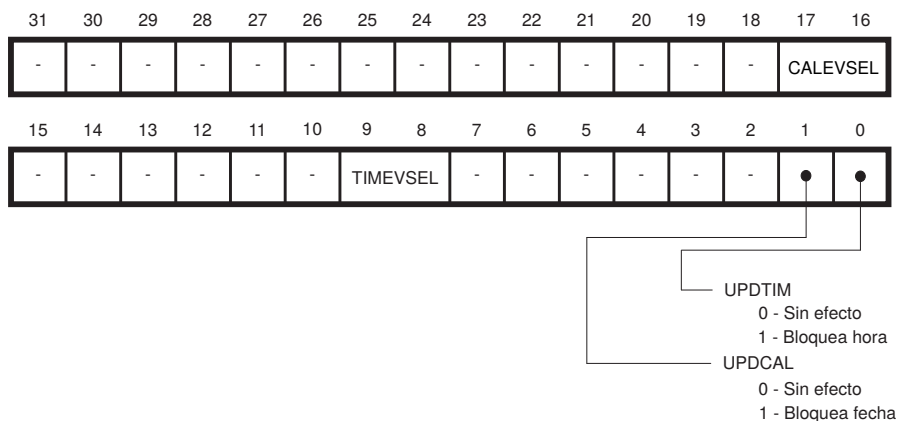 31 30 29 28 27 26 25 24 23 22 21 20 19 18 17 16
- - - - - - - - - - - - - - CALEVSEL
15 14 13 12 11 10 9 8 7 6 5 4 3 2 1 0
- - - - - - TIMEVSEL - - - - - -
UPDTIM
0 - Sin efecto
1 - Bloquea hora
UPDCAL
0 - Sin efecto
1 - Bloquea fecha